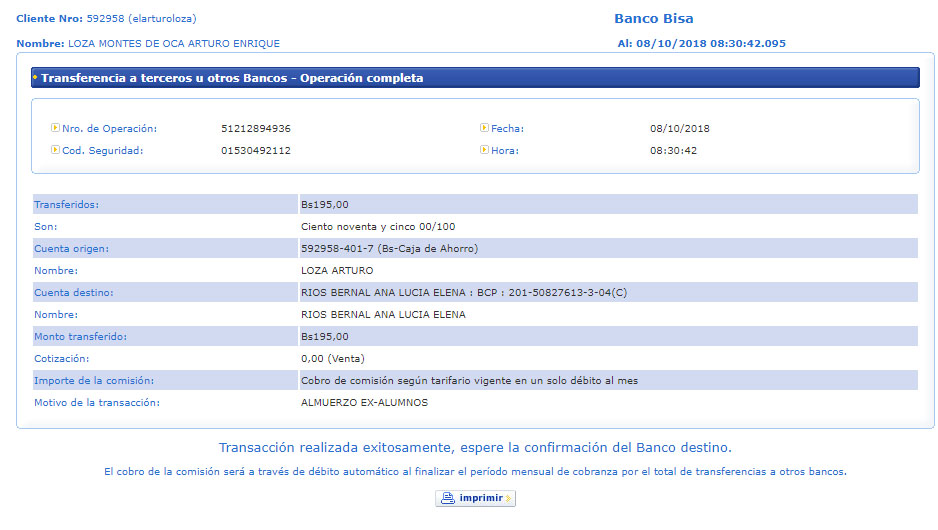 Cliente Nro: 592958 (elarturoloza) Banco Bisa
Nombre: LOZA MONTES DE OCA ARTURO ENRIQUE Al: 08/10/2018 08:30:42.095
Transferencia a terceros u otros Bancos - Operación completa
Nro. de Operación: 51212894936 Fecha: 08/10/2018
Cod. Seguridad: 01530492112 Hora: 08:30:42
Transferidos: Bs195,00
Son: Ciento noventa y cinco 00/100
Cuenta origen: 592958-401-7 (Bs-Caja de Ahorro)
Nombre: LOZA ARTURO
Cuenta destino: RIOS BERNAL ANA LUCIA ELENA : BCP : 201-50827613-3-04(C)
Nombre: RIOS BERNAL ANA LUCIA ELENA
Monto transferido: Bs195,00
Cotización: 0,00 (Venta)
Importe de la comisión: Cobro de comisión según tarifario vigente en un solo débito al mes
Motivo de la transacción: ALMUERZO EX-ALUMNOS
Transacción realizada exitosamente, espere la confirmación del Banco destino.
El cobro de la comisión será a través de débito automático al finalizar el período mensual de cobranza por el total de transferencias a otros bancos.
imprimir